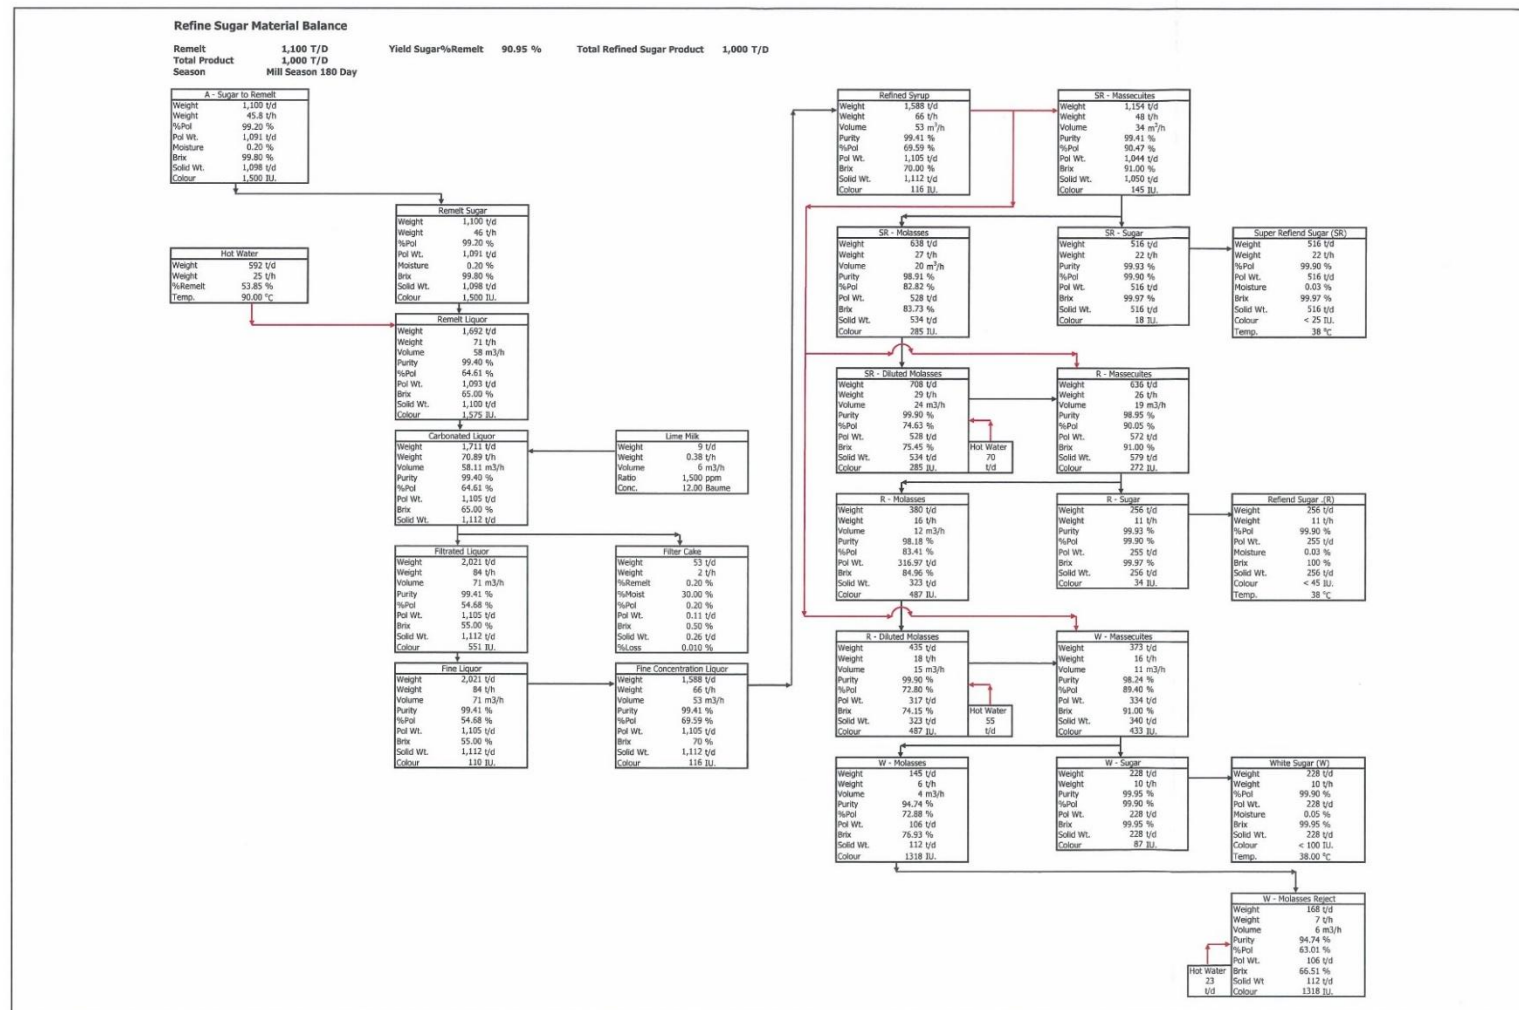 Refine Sugar Material Balance
Remelt 1,100 T/D Yield Sugar%Remelt 90.95 % Total Refined Sugar Product 1,000 T/D
Total Product 1,000 T/D
Season Mill Season 180 Day
A - Sugar to Remelt
Weight 1,100 t/d
Weight 45.8 t/h
%Pol 99.20 %
Pol Wt. 1,091 t/d
Moisture 0.20 %
Brix 99.80 %
Solid Wt. 1,098 t/d
Colour 1,500 IU.
Remelt Sugar
Weight 1,100 t/d
Weight 46 t/h
%Pol 99.20 %
Pol Wt. 1,091 t/d
Moisture 0.20 %
Brix 99.80 %
Solid Wt. 1,098 t/d
Colour 1,500 IU.
Hot Water
Weight 592 t/d
Weight 25 t/h
%Remelt 53.85 %
Temp. 90.00 °C
Remelt Liquor
Weight 1,692 t/d
Weight 71 t/h
Volume 58 m3/h
Purity 99.40 %
%Pol 64.61 %
Pol Wt. 1,093 t/d
Brix 65.00 %
Solid Wt. 1,100 t/d
Colour 1,575 IU.
Carbonated Liquor
Weight 1,711 t/d
Weight 70.89 t/h
Volume 58.11 m3/h
Purity 99.40 %
%Pol 64.61 %
Pol Wt. 1,105 t/d
Brix 65.00 %
Solid Wt. 1,112 t/d
Lime Milk
Weight 9 t/d
Weight 0.38 t/h
Volume 6 m3/h
Ratio 1,500 ppm
Conc. 12.00 Baume
Filtrated Liquor
Weight 2,021 t/d
Weight 84 t/h
Volume 71 m3/h
Purity 99.41 %
%Pol 54.68 %
Pol Wt. 1,105 t/d
Brix 55.00 %
Solid Wt. 1,112 t/d
Colour 551 IU.
Filter Cake
Weight 53 t/d
Weight 2 t/h
%Remelt 0.20 %
%Moist 30.00 %
%Pol 0.20 %
Pol Wt. 0.11 t/d
Brix 0.50 %
Solid Wt. 0.26 t/d
%Loss 0.010 %
Fine Liquor
Weight 2,021 t/d
Weight 84 t/h
Volume 71 m3/h
Purity 99.41 %
%Pol 54.68 %
Pol Wt. 1,105 t/d
Brix 55.00 %
Solid Wt. 1,112 t/d
Colour 110 IU.
Fine Concentration Liquor
Weight 1,588 t/d
Weight 66 t/h
Volume 53 m3/h
Purity 99.41 %
%Pol 69.59 %
Pol Wt. 1,105 t/d
Brix 70 %
Solid Wt. 1,112 t/d
Colour 116 IU.
Refined Syrup
Weight 1,588 t/d
Weight 66 t/h
Volume 53 m³/h
Purity 99.41 %
%Pol 69.59 %
Pol Wt. 1,105 t/d
Brix 70.00 %
Solid Wt. 1,112 t/d
Colour 116 IU.
SR - Massecuites
Weight 1,154 t/d
Weight 48 t/h
Volume 34 m³/h
Purity 99.41 %
%Pol 90.47 %
Pol Wt. 1,044 t/d
Brix 91.00 %
Solid Wt. 1,050 t/d
Colour 145 IU.
SR - Molasses
Weight 638 t/d
Weight 27 t/h
Volume 20 m³/h
Purity 98.91 %
%Pol 82.82 %
Pol Wt. 528 t/d
Brix 83.73 %
Solid Wt. 534 t/d
Colour 285 IU.
SR - Sugar
Weight 516 t/d
Weight 22 t/h
Purity 99.93 %
%Pol 99.90 %
Pol Wt. 516 t/d
Brix 99.97 %
Solid Wt. 516 t/d
Colour 18 IU.
Super Refiend Sugar (SR)
Weight 516 t/d
Weight 22 t/h
%Pol 99.90 %
Pol Wt. 516 t/d
Moisture 0.03 %
Brix 99.97 %
Solid Wt. 516 t/d
Colour < 25 IU.
Temp. 38 °C
SR - Diluted Molasses
Weight 708 t/d
Weight 29 t/h
Volume 24 m3/h
Purity 99.90 %
%Pol 74.63 %
Pol Wt. 528 t/d
Brix 75.45 %
Solid Wt. 534 t/d
Colour 285 IU.
Hot Water
70
t/d
R - Massecuites
Weight 636 t/d
Weight 26 t/h
Volume 19 m3/h
Purity 98.95 %
%Pol 90.05 %
Pol Wt. 572 t/d
Brix 91.00 %
Solid Wt. 579 t/d
Colour 272 IU.
R - Molasses
Weight 380 t/d
Weight 16 t/h
Volume 12 m3/h
Purity 98.18 %
%Pol 83.41 %
Pol Wt. 316.97 t/d
Brix 84.96 %
Solid Wt. 323 t/d
Colour 487 IU.
R - Sugar
Weight 256 t/d
Weight 11 t/h
Purity 99.93 %
%Pol 99.90 %
Pol Wt. 255 t/d
Brix 99.97 %
Solid Wt. 256 t/d
Colour 34 IU.
Refiend Sugar .(R)
Weight 256 t/d
Weight 11 t/h
%Pol 99.90 %
Pol Wt. 255 t/d
Moisture 0.03 %
Brix 100 %
Solid Wt. 256 t/d
Colour < 45 IU.
Temp. 38 °C
R - Diluted Molasses
Weight 435 t/d
Weight 18 t/h
Volume 15 m3/h
Purity 99.90 %
%Pol 72.80 %
Pol Wt. 317 t/d
Brix 74.15 %
Solid Wt. 323 t/d
Colour 487 IU.
Hot Water
55
t/d
W - Massecuites
Weight 373 t/d
Weight 16 t/h
Volume 11 m3/h
Purity 98.24 %
%Pol 89.40 %
Pol Wt. 334 t/d
Brix 91.00 %
Solid Wt. 340 t/d
Colour 433 IU.
W - Molasses
Weight 145 t/d
Weight 6 t/h
Volume 4 m3/h
Purity 94.74 %
%Pol 72.88 %
Pol Wt. 106 t/d
Brix 76.93 %
Solid Wt. 112 t/d
Colour 1318 IU.
W - Sugar
Weight 228 t/d
Weight 10 t/h
Purity 99.95 %
%Pol 99.90 %
Pol Wt. 228 t/d
Brix 99.95 %
Solid Wt. 228 t/d
Colour 87 IU.
White Sugar (W)
Weight 228 t/d
Weight 10 t/h
%Pol 99.90 %
Pol Wt. 228 t/d
Moisture 0.05 %
Brix 99.95 %
Solid Wt. 228 t/d
Colour < 100 IU.
Temp. 38.00 °C
W - Molasses Reject
Weight 168 t/d
Weight 7 t/h
Volume 6 m3/h
Purity 94.74 %
%Pol 63.01 %
Pol Wt. 106 t/d
Brix 66.51 %
Solid Wt 112 t/d
Colour 1318 IU.
Hot Water
23
t/d